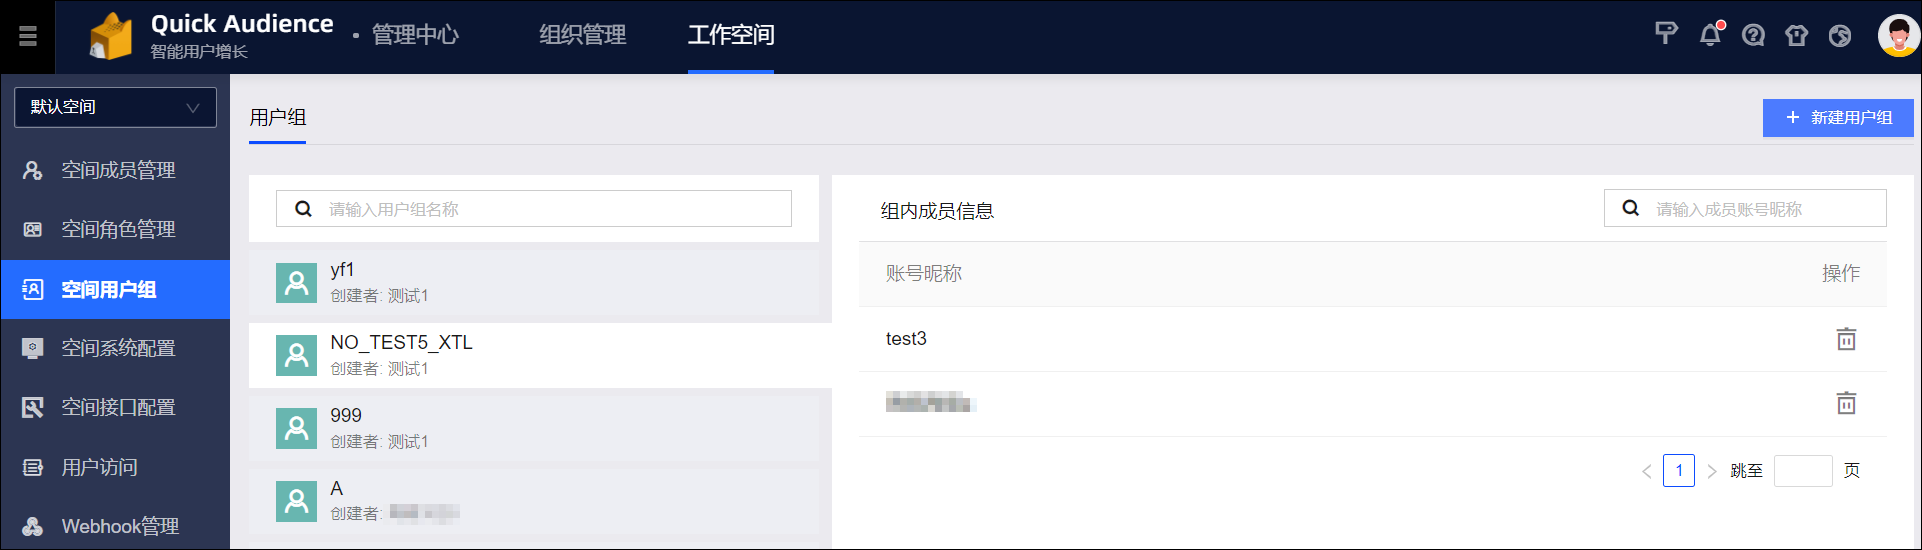 Quick Audience
智能用户增长
管理中心
组织管理
工作空间
默认空间
空间成员管理
空间角色管理
空间用户组
空间系统配置
空间接口配置
用户访问
Webhook管理
用户组
+ 新建用户组
请输入用户组名称
yf1
创建者: 测试1
NO_TEST5_XTL
创建者: 测试1
999
创建者: 测试1
A
创建者:
组内成员信息
请输入成员账号昵称
账号昵称 操作
test3
< 1 > 跳至 页